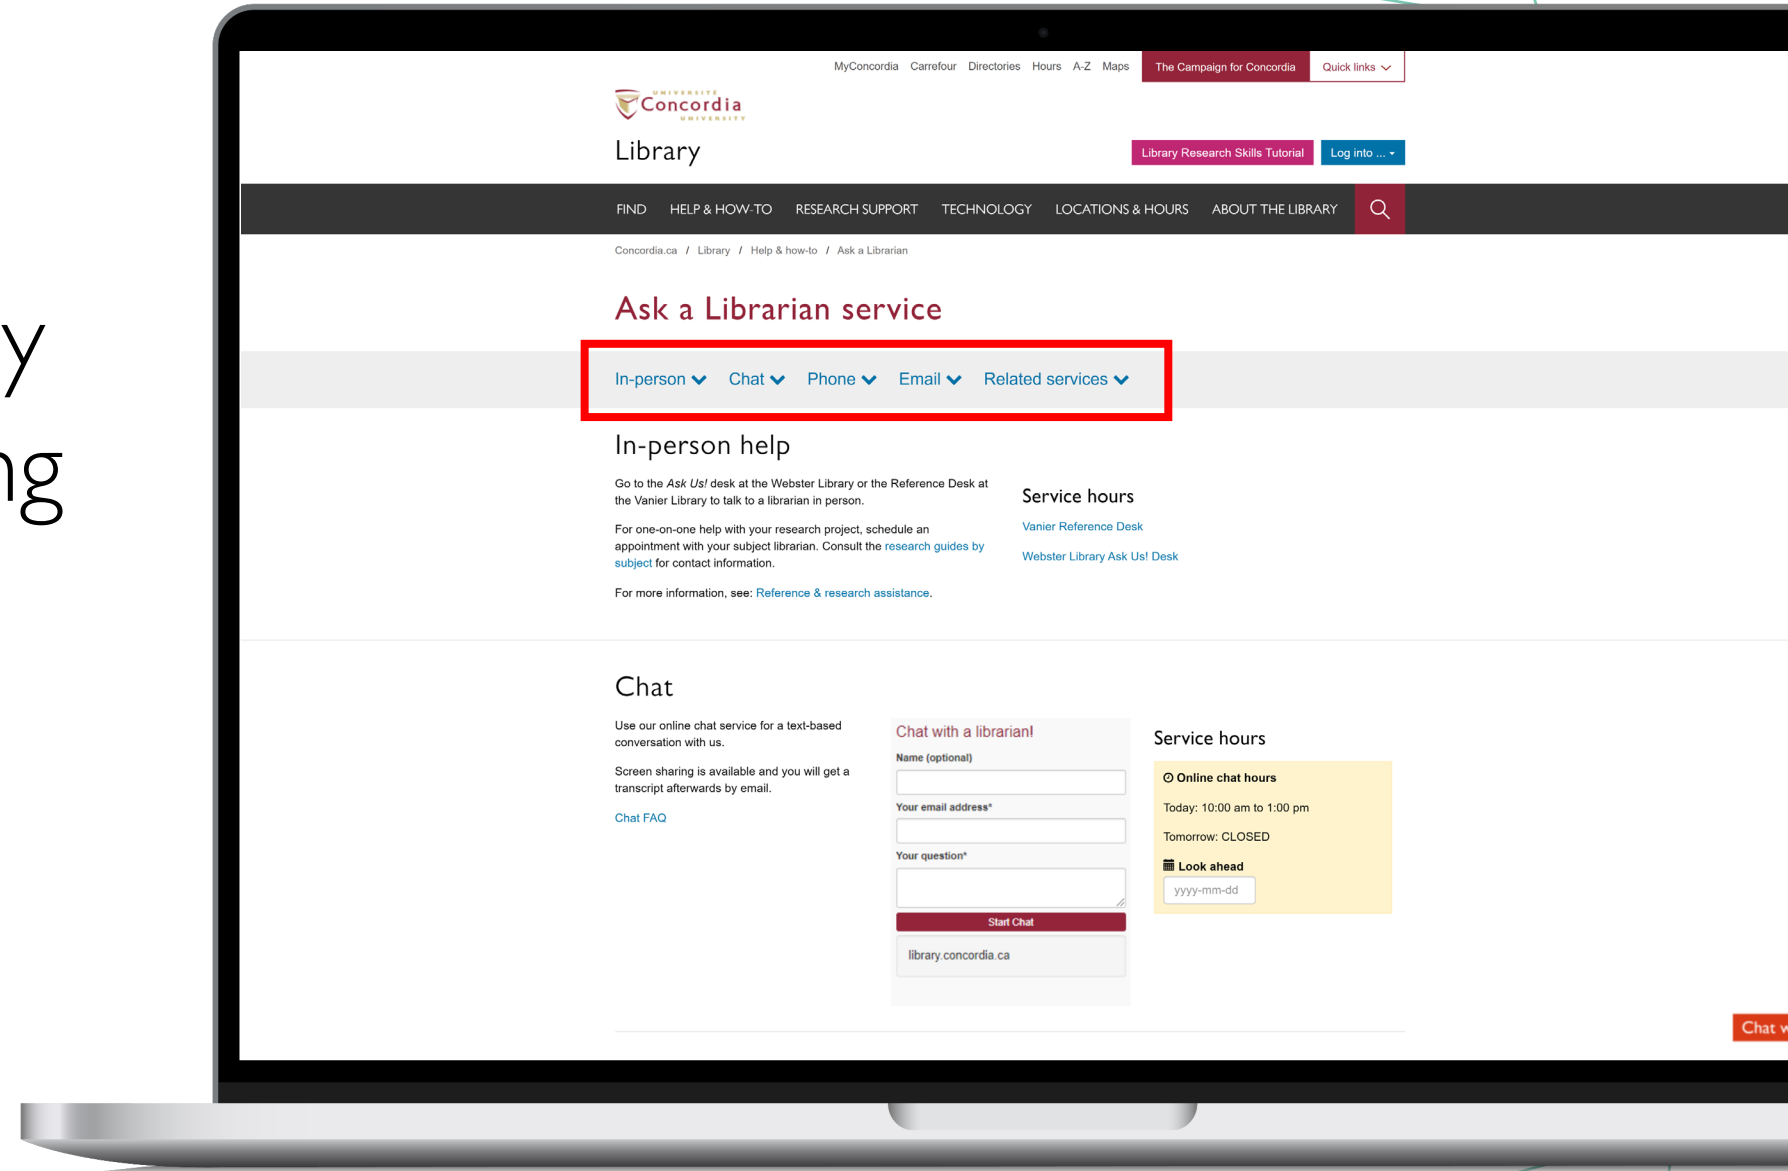 y
ng
MyConcordia Carrefour Directories Hours A-Z Maps The Campaign for Concordia Quick links
UNIVERSITÉ
Concordia
UNIVERSITY
Library
Library Research Skills Tutorial Log into ...
FIND HELP & HOW-TO RESEARCH SUPPORT TECHNOLOGY LOCATIONS & HOURS ABOUT THE LIBRARY
Concordia.ca / Library / Help & how-to / Ask a Librarian
Ask a Librarian service
In-person Chat Phone Email Related services
In-person help
Go to the Ask Us! desk at the Webster Library or the Reference Desk at
the Vanier Library to talk to a librarian in person.
For one-on-one help with your research project, schedule an
appointment with your subject librarian. Consult the research guides by
subject for contact information.
For more information, see: Reference & research assistance.
Service hours
Vanier Reference Desk
Webster Library Ask Us! Desk
Chat
Use our online chat service for a text-based
conversation with us.
Screen sharing is available and you will get a
transcript afterwards by email.
Chat FAQ
Chat with a librarian!
Name (optional)
Your email address*
Your question*
Start Chat
library.concordia.ca
Service hours
Online chat hours
Today: 10:00 am to 1:00 pm
Tomorrow: CLOSED
Look ahead
yyyy-mm-dd
Chat w